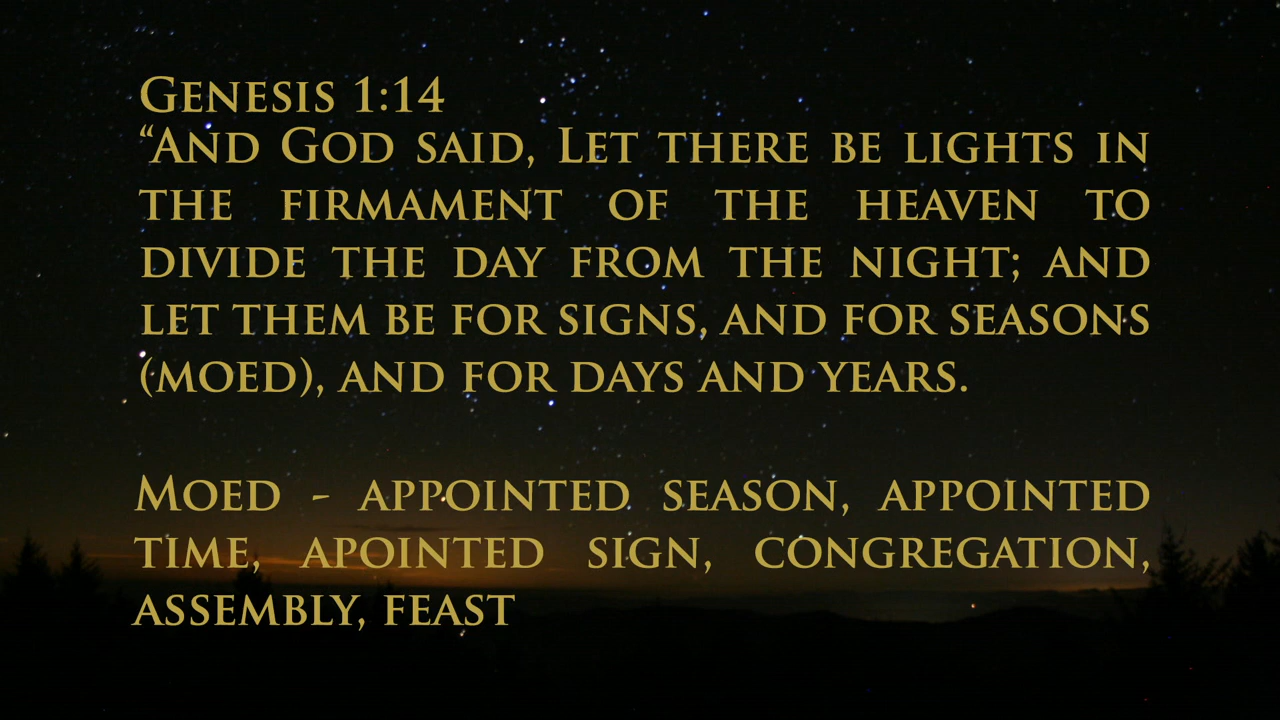 Genesis 1:14
“And God said, Let there be lights in
the firmament of the heaven to
divide the day from the night; and
let them be for signs, and for seasons
(moed), and for days and years.
Moed - appointed season, appointed
time, apointed sign, congregation,
assembly, feast